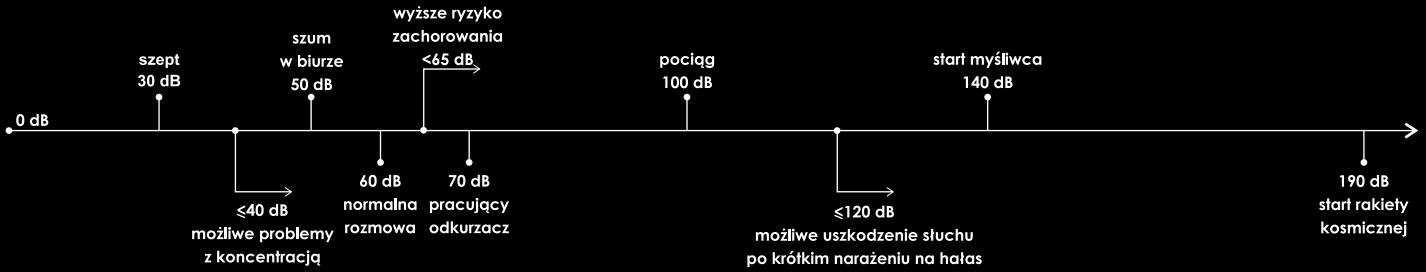 0 dB
szept
30 dB
≤40 dB
możliwe problemy
z koncentracją
szum
w biurze
50 dB
60 dB
normalna
rozmowa
wyższe ryzyko
zachorowania
<65 dB
70 dB
pracujący
odkurzacz
pociąg
100 dB
≤120 dB
możliwe uszkodzenie słuchu
po krótkim narażeniu na hałas
start myśliwca
140 dB
190 dB
start rakiety
kosmicznej